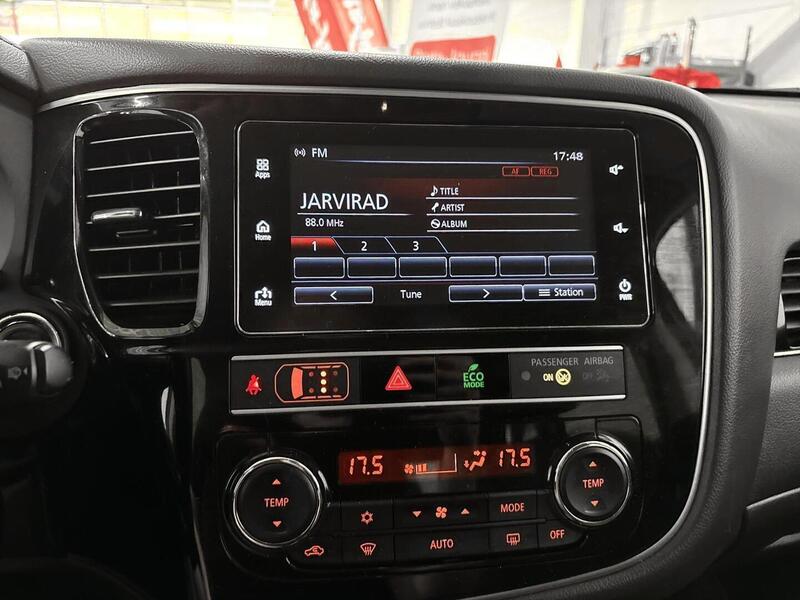 FM
17:48
AF REG
Apps
JARVIRAD
88.0 MHz
TITLE
ARTIST
ALBUM
Home
1 2 3
Menu
< Tune > Station
PWR
ECO
MODE
PASSENGER AIRBAG
ON OFF
17.5 17.5
TEMP
MODE
TEMP
AUTO
OFF